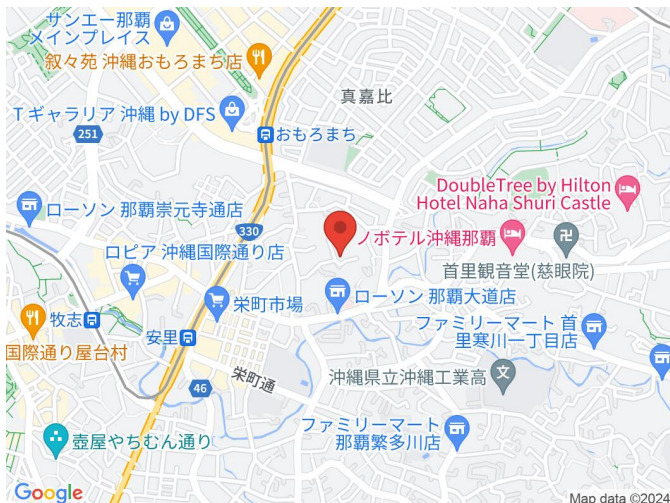 サンエー那覇
メインプレイス
叙々苑 沖縄おもろまち店
真嘉比
T ギャラリア 沖縄 by DFS
251
おもろまち
DoubleTree by Hilton
Hotel Naha Shuri Castle
ローソン 那覇崇元寺通店
330
ノボテル沖縄那覇
ロピア 沖縄国際通り店
首里観音堂(慈眼院)
栄町市場
ローソン 那覇大道店
牧志
安里
ファミリーマート 首
里寒川一丁目店
国際通り屋台村
46
栄町通
沖縄県立沖縄工業高
ファミリーマート
那覇繁多川店
壺屋やちむん通り
Google
Map data ©2024